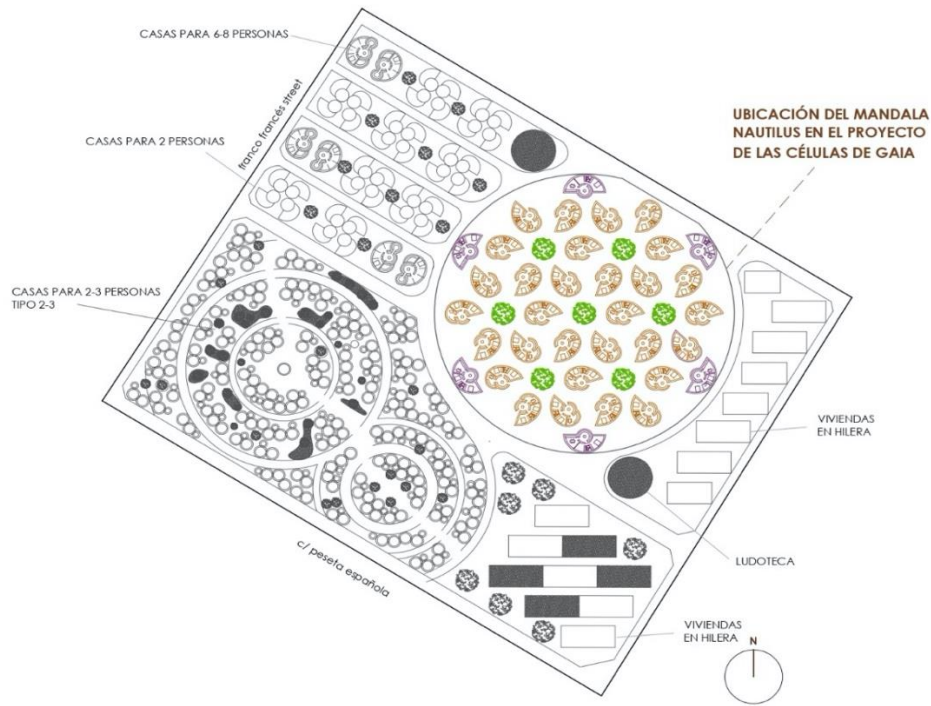 CASAS PARA 6-8 PERSONAS
franco francés street
CASAS PARA 2 PERSONAS
UBICACIÓN DEL MANDALA
NAUTILUS EN EL PROYECTO
DE LAS CÉLULAS DE GAIA
CASAS PARA 2-3 PERSONAS
TIPO 2-3
VIVIENDAS
EN HILERA
c/ peseta española
LUDOTECA
VIVIENDAS
EN HILERA
N